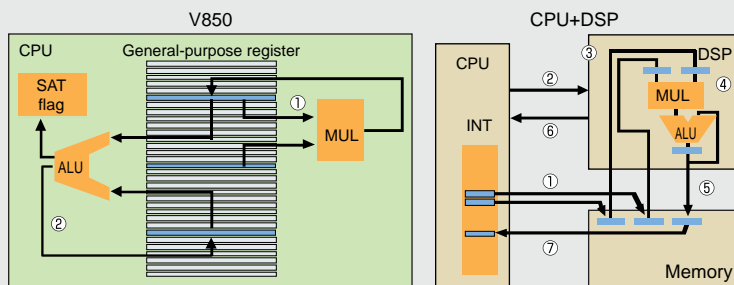 V850
CPU
General-purpose register
SAT
flag
①
MUL
ALU
②
CPU+DSP
CPU
INT
②
⑥
①
⑦
③
DSP
④
MUL
ALU
⑤
Memory